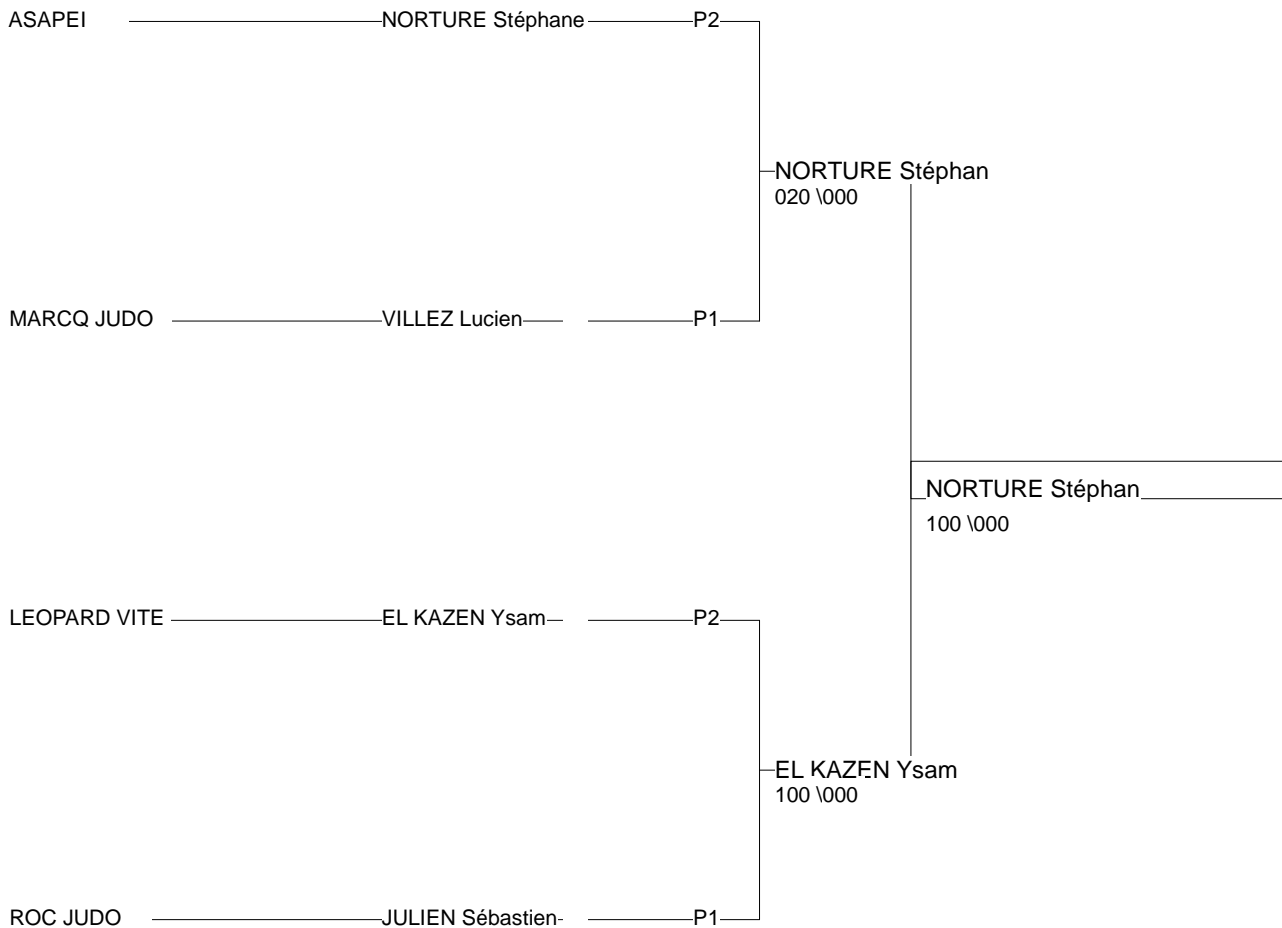 ASAPEI NORTURE Stéphane P2
NORTURE Stéphan
020 \000
MARCQ JUDO VILLEZ Lucien P1
NORTURE Stéphan
100 \000
LEOPARD VITE EL KAZEN Ysam P2
EL KAZEN Ysam
100 \000
ROC JUDO JULIEN Sébastien P1